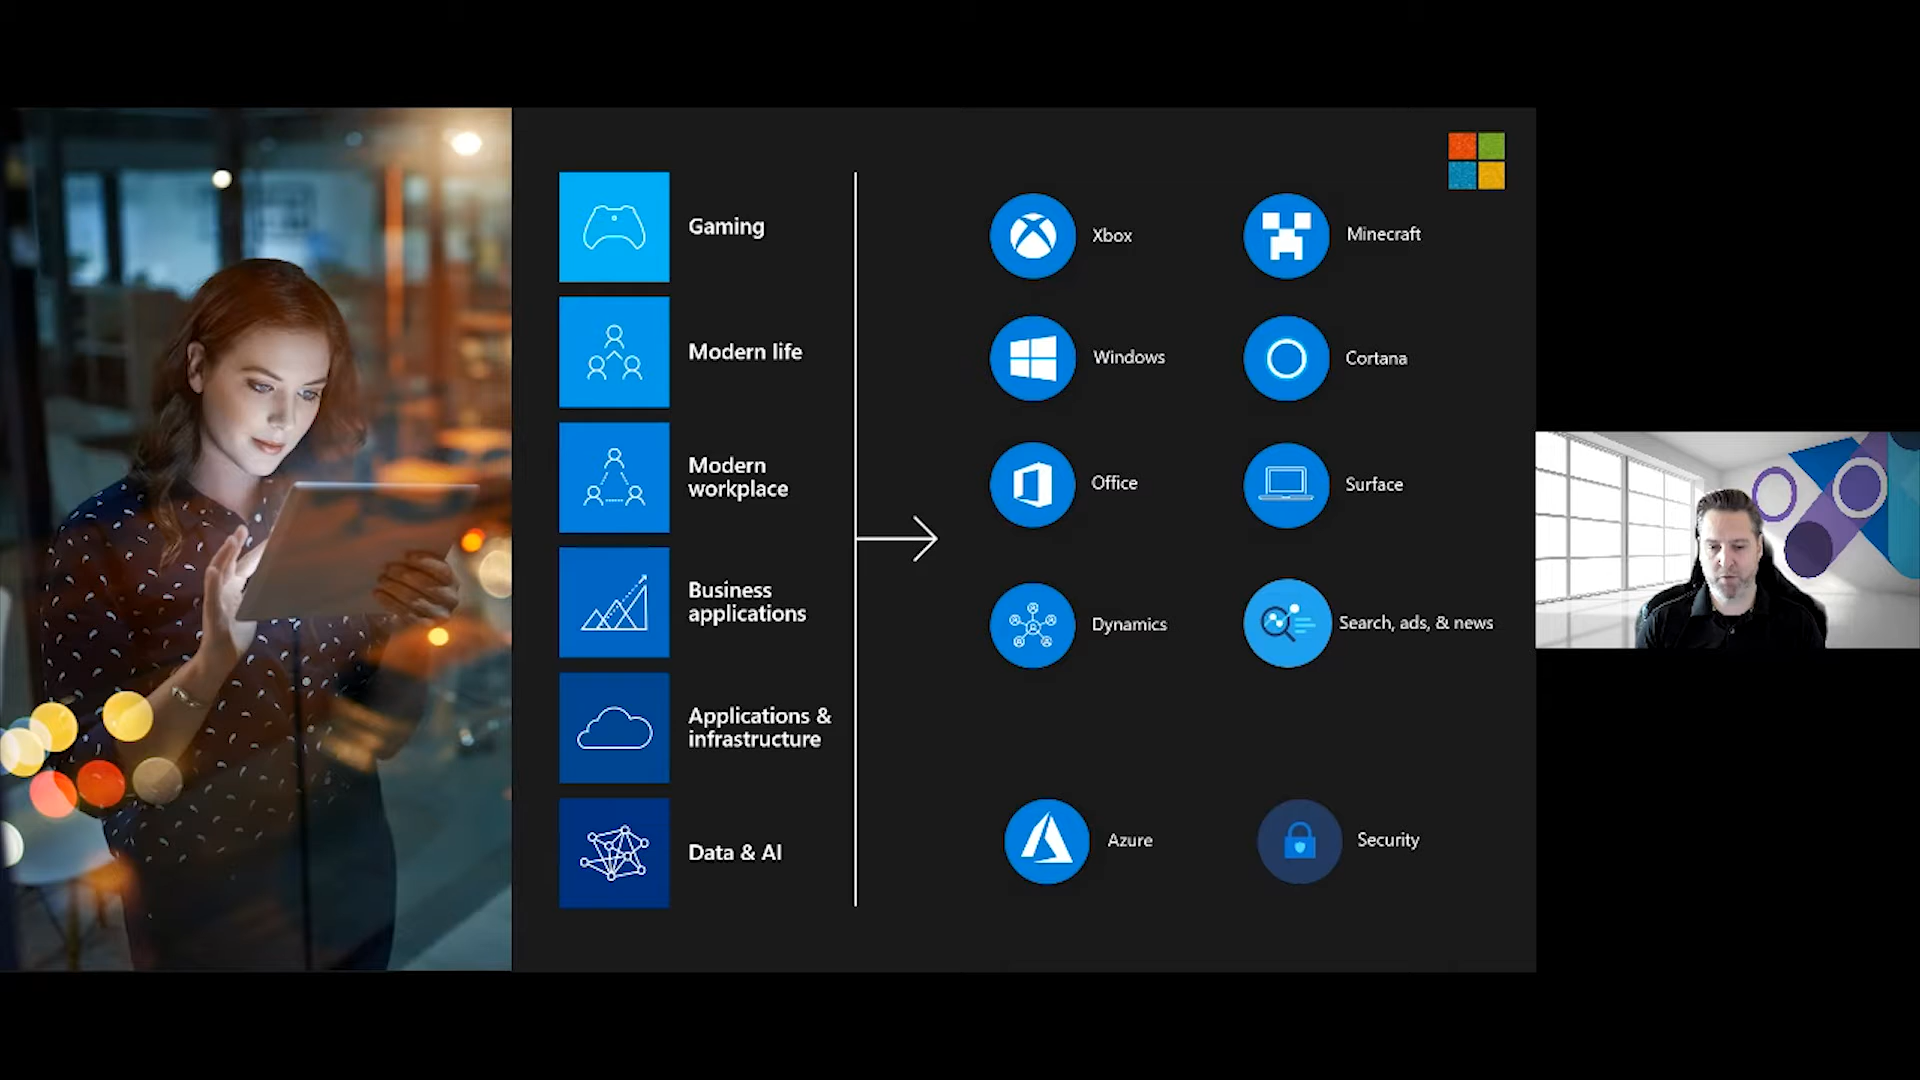 Gaming
Modern life
Modern
workplace
Business
applications
Applications &
infrastructure
Data & AI
Xbox
Minecraft
Windows
Cortana
Office
Surface
Dynamics
Search, ads, & news
Azure
Security